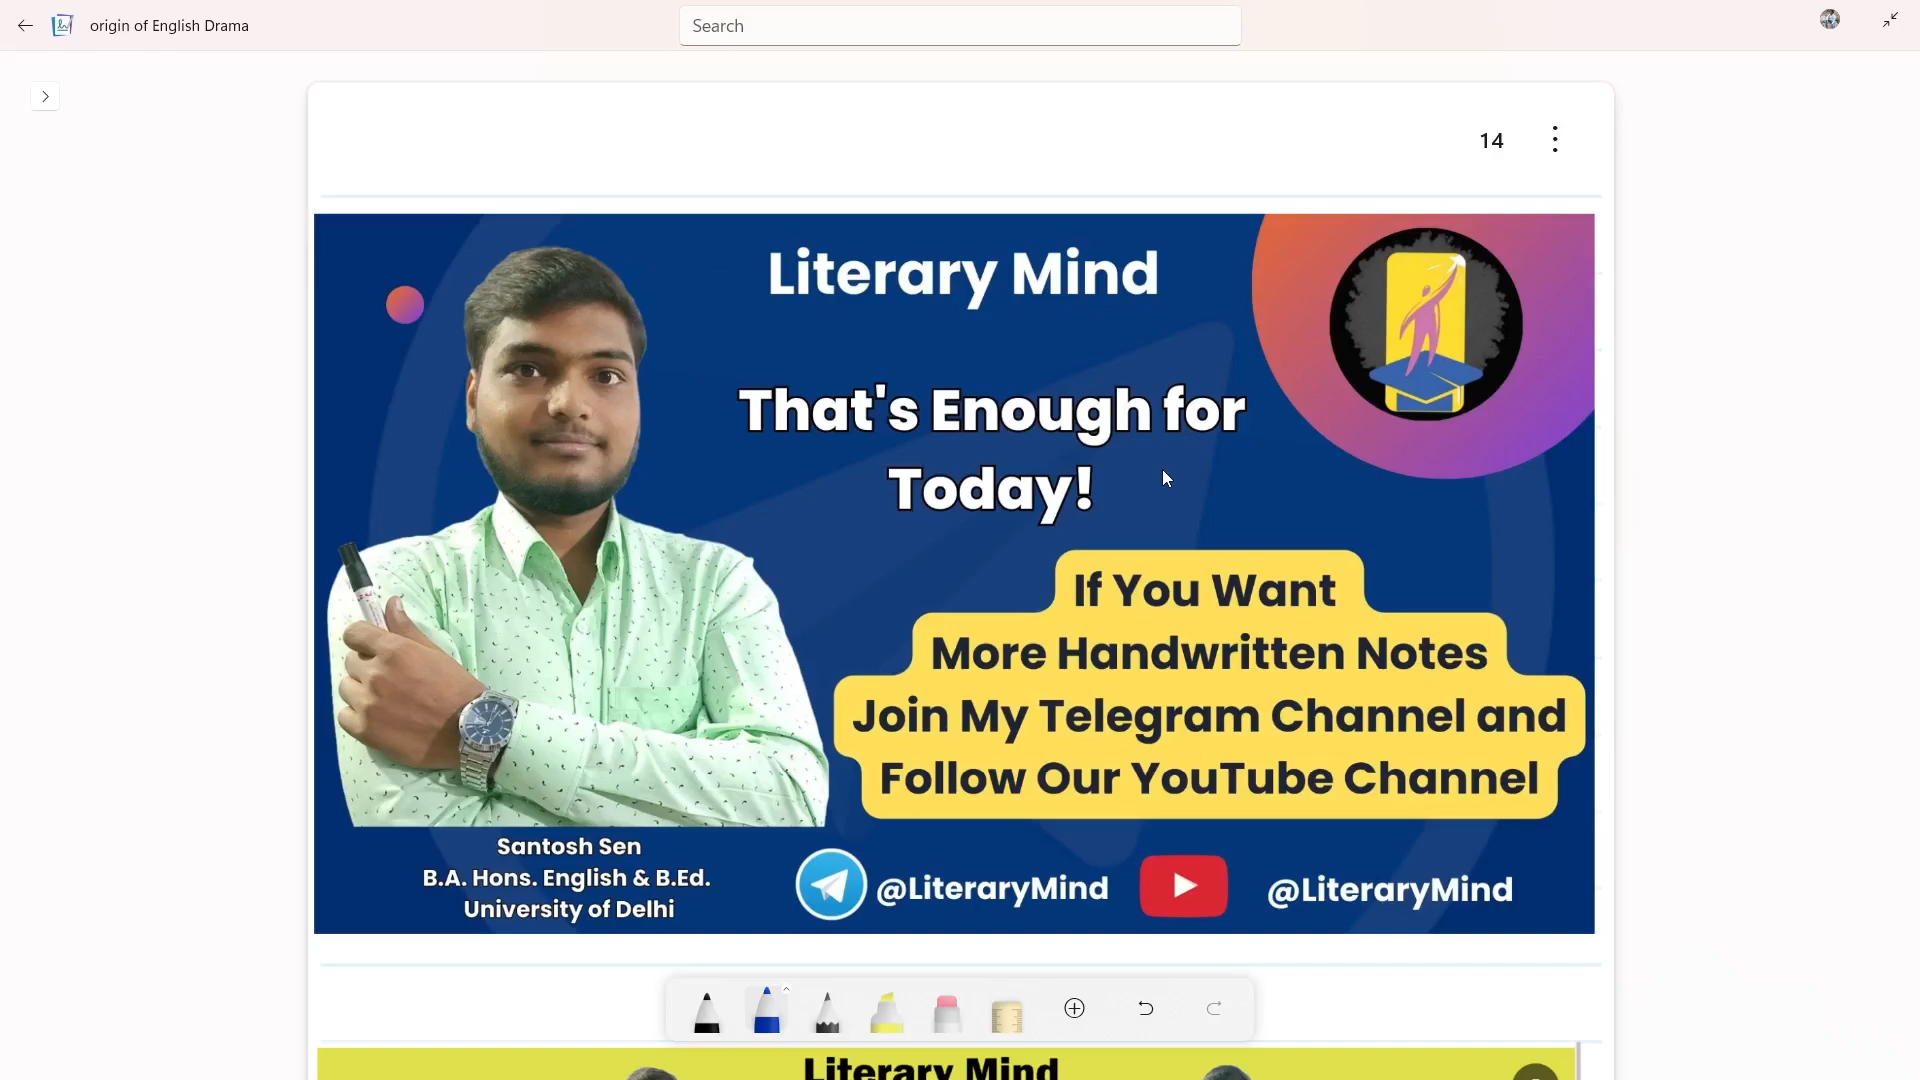 origin of English Drama
Search
14
Literary Mind
That's Enough for
Today!
If You Want
More Handwritten Notes
Join My Telegram Channel and
Follow Our YouTube Channel
Santosh Sen
B.A. Hons. English & B.Ed.
University of Delhi
@LiteraryMind
@LiteraryMind
Literary Mind